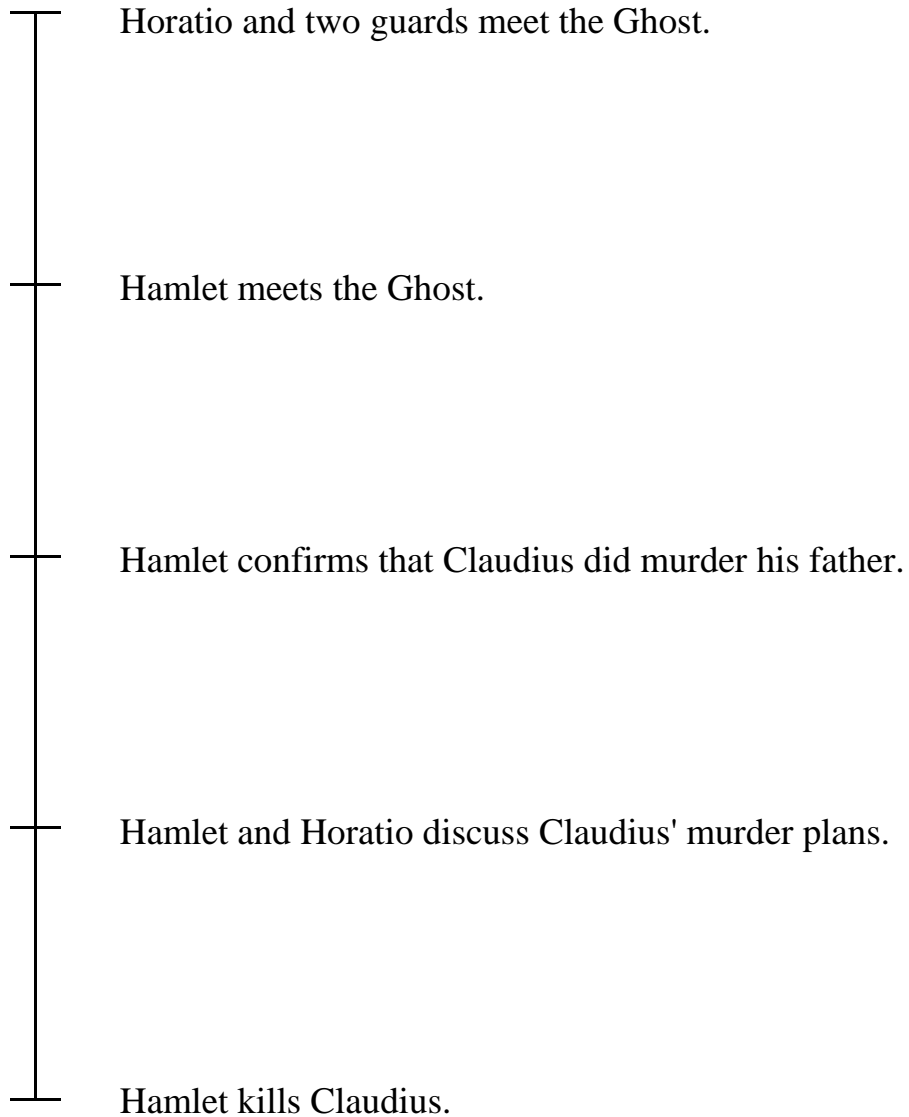 Horatio and two guards meet the Ghost.
Hamlet meets the Ghost.
Hamlet confirms that Claudius did murder his father.
Hamlet and Horatio discuss Claudius' murder plans.
Hamlet kills Claudius.